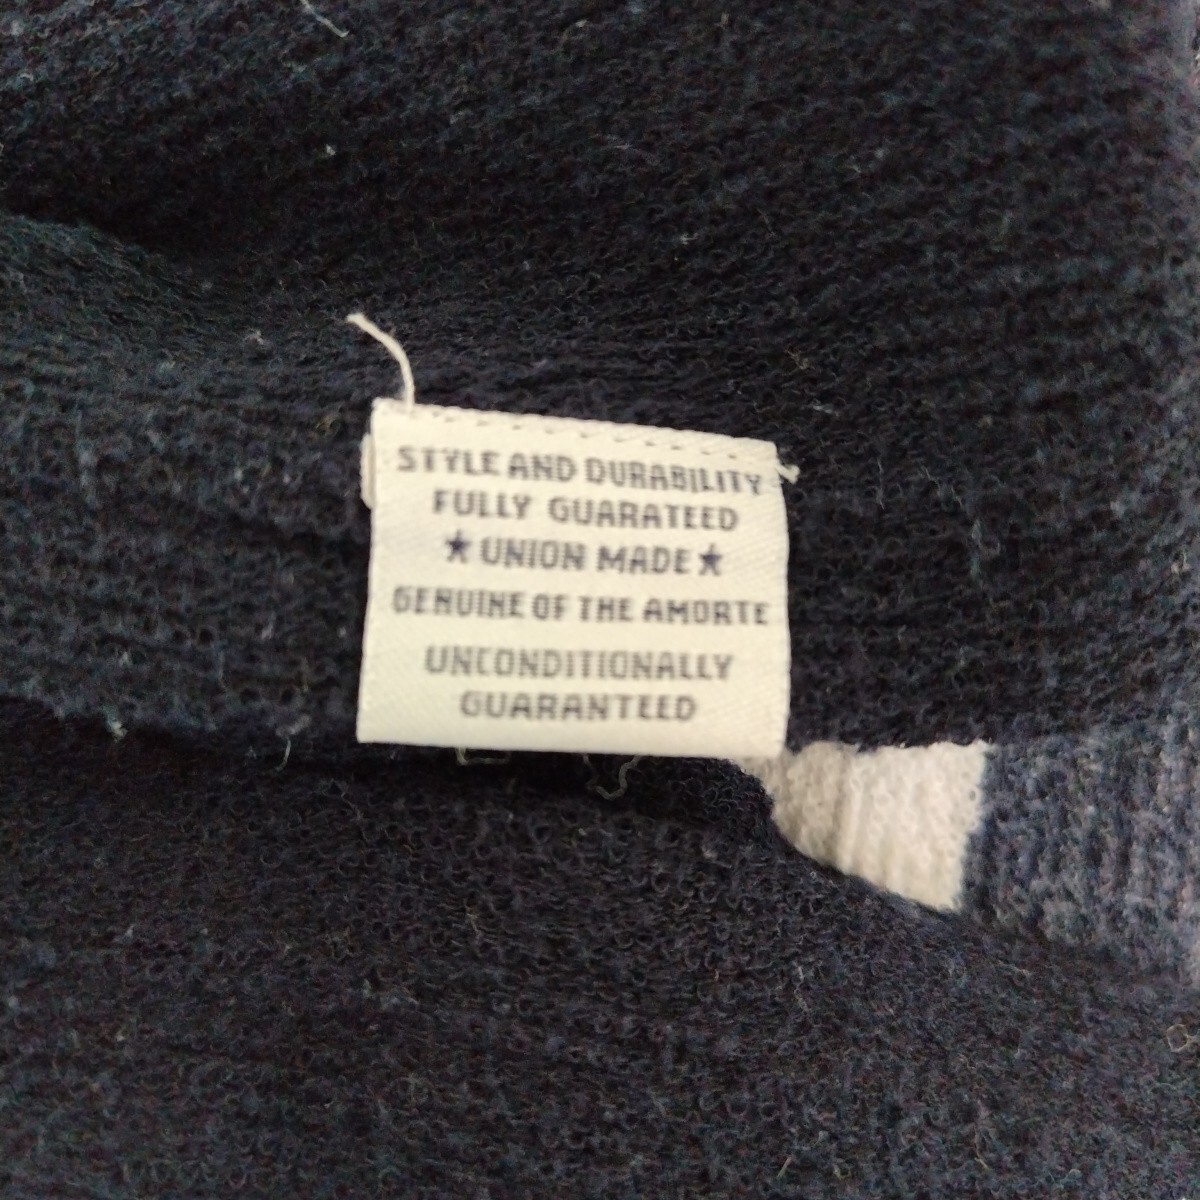 STYLE AND DURABILITY
FULLY GUARATEED
★ UNION MADE ★
GENUINE OF THE AMORTE
UNCONDITIONALLY
GUARANTEED